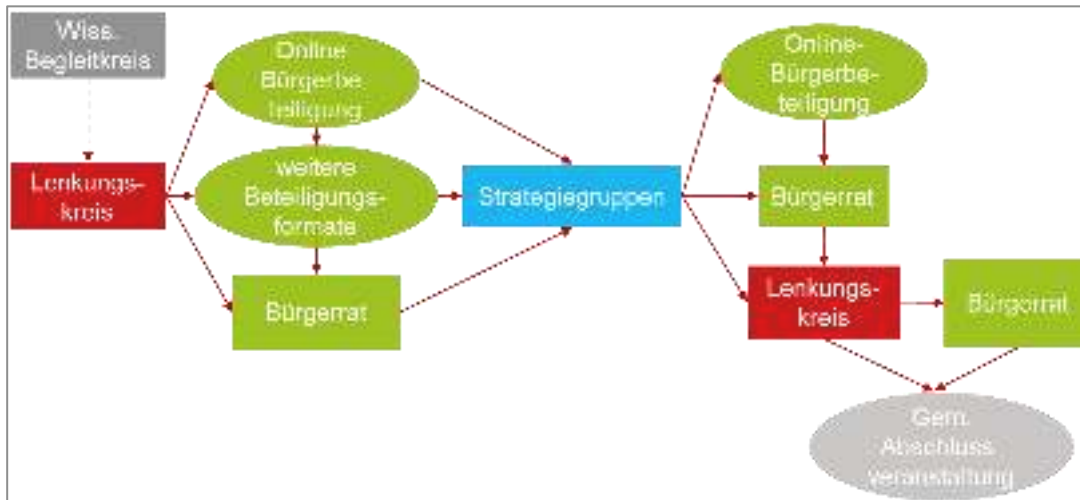 Wiss.
Begleitkreis
Lenkungs-
kreis
Online
Bürgerbe
teiligung
weitere
Beteiligungs-
formate
Bürgerrat
Strategiegruppen
Online-
Bürgerbe-
teiligung
Bürgerrat
Lenkungs-
kreis
Bürgerrat
Gem.
Abschluss
veranstaltung